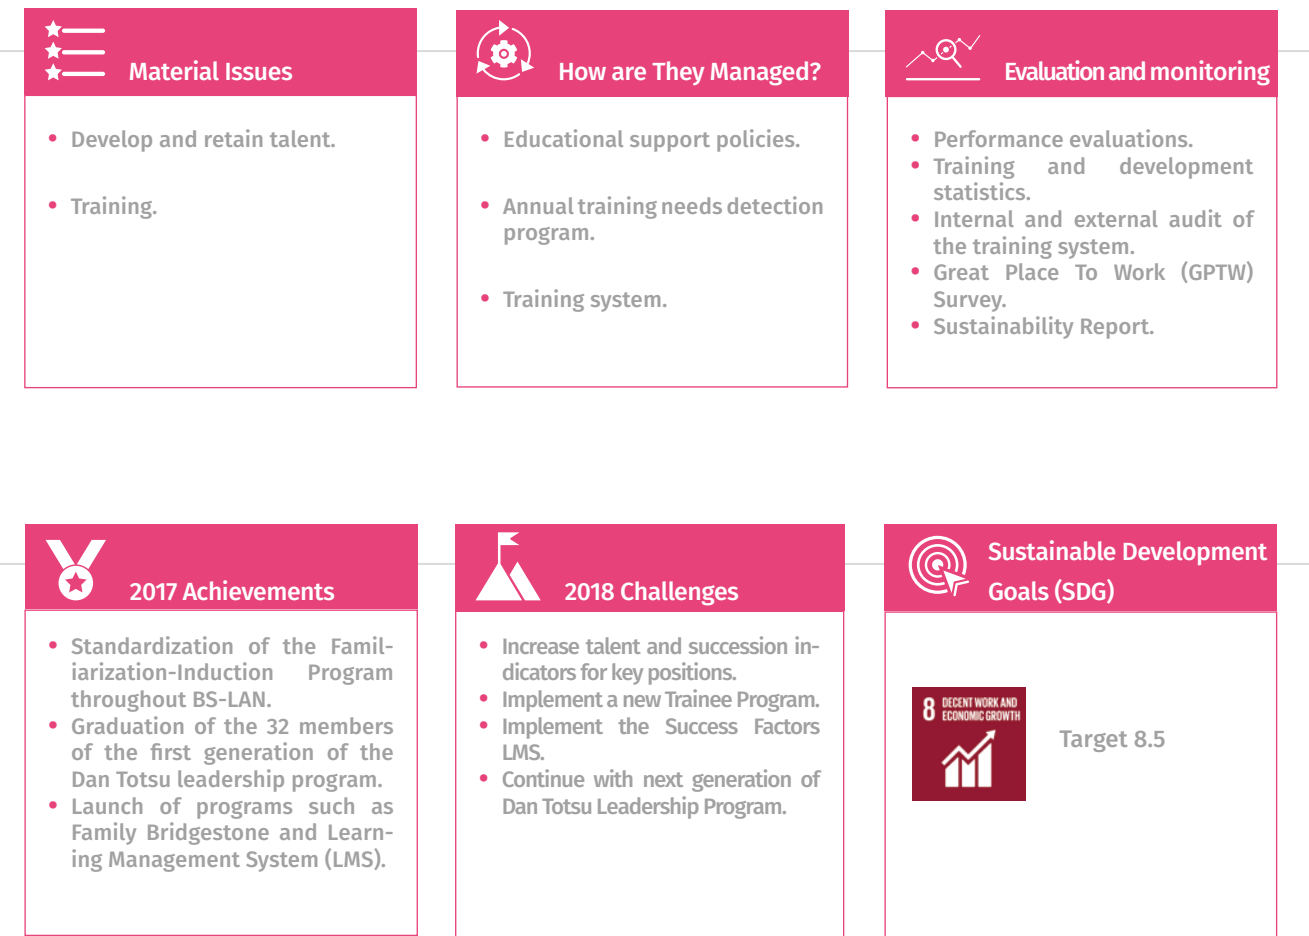 Material Issues
• Develop and retain talent.
• Training.
How are They Managed?
• Educational support policies.
• Annual training needs detection
program.
• Training system.
Evaluation and monitoring
• Performance evaluations.
• Training and development
statistics.
• Internal and external audit of
the training system.
• Great Place To Work (GPTW)
Survey.
• Sustainability Report.
2017 Achievements
• Standardization of the Famil-
iarization-Induction Program
throughout BS-LAN.
• Graduation of the 32 members
of the first generation of the
Dan Totsu leadership program.
• Launch of programs such as
Family Bridgestone and Learn-
ing Management System (LMS).
2018 Challenges
• Increase talent and succession in-
dicators for key positions.
• Implement a new Trainee Program.
• Implement the Success Factors
LMS.
• Continue with next generation of
Dan Totsu Leadership Program.
Sustainable Development
Goals (SDG)
8 DECENT WORK AND
ECONOMIC GROWTH
Target 8.5